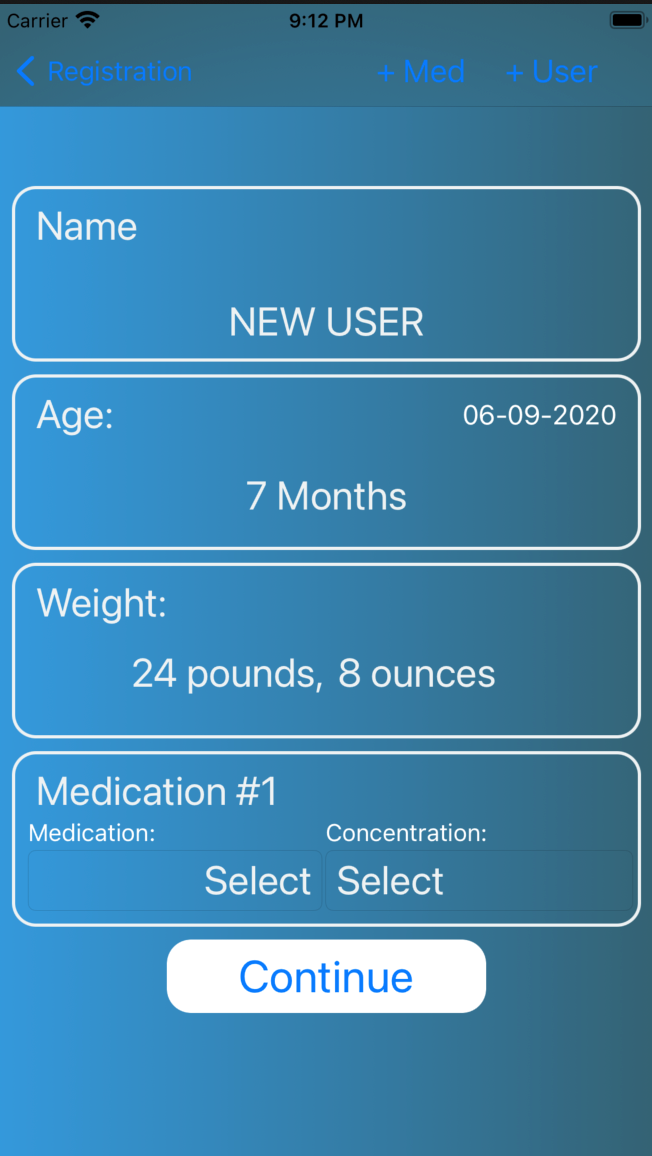 Carrier 9:12 PM
Registration + Med + User
Name
NEW USER
Age: 06-09-2020
7 Months
Weight:
24 pounds, 8 ounces
Medication #1
Medication: Concentration:
Select Select
Continue